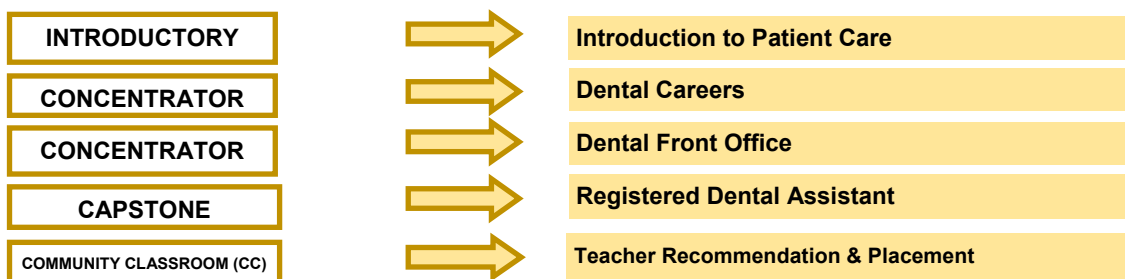 INTRODUCTORY
Introduction to Patient Care
CONCENTRATOR
Dental Careers
CONCENTRATOR
Dental Front Office
CAPSTONE
Registered Dental Assistant
COMMUNITY CLASSROOM (CC)
Teacher Recommendation & Placement